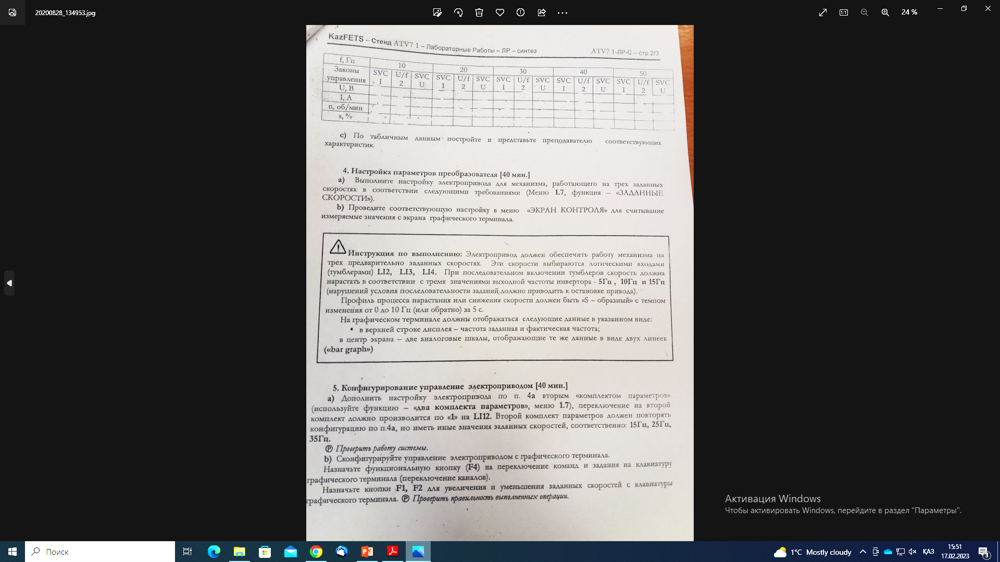 20200828_134953.jpg
24 %
KazFETS – Стенд ATV7 1 – Лабораторные Работы – ЛР – синтез
ATV7 1-ЛР-С – стр.2/3
f, Гц 10 20 30 40 50
Законы управления SVC I U/f 2 SVC U SVC I U/f 2 SVC U SVC I U/f 2 SVC U SVC I U/f 2 SVC U SVC I U/f 2 SVC U
U, В
I, А
n, об/мин
s, %
с) По табличным данным постройте и представьте преподавателю соответствующих
характеристик.
4. Настройка параметров преобразователя [40 мин.]
а) Выполните настройку электропривода для механизма, работающего на трех заданных
скоростях в соответствии следующими требованиями (Меню 1.7, функция – «ЗАДАННЫЕ
СКОРОСТИ»).
b) Проведите соответствующую настройку в меню «ЭКРАН КОНТРОЛЯ» для считывание
измеряемые значения с экрана графического терминала.
Инструкция по выполнению: Электропривод должен обеспечить работу механизма на
трех предварительно заданных скоростях. Эти скорости выбираются логическими входами
(тумблерами) LI2, LI3, LI4. При последовательном включении тумблеров скорость должна
нарастать в соответствии с тремя значениями выходной частоты инвертора - 5Гц , 10Гц и 15Гц
(нарушений условия последовательности заданий должно приводить к остановке привода).
Профиль процесса нарастания или снижения скорости должен быть «S – образный» с темпом
изменения от 0 до 10 Гц (или обратно) за 5 с.
На графическом терминале должны отображаться следующие данные в указанном виде:
▪ в верхней строке дисплея – частота заданная и фактическая частота;
в центр экрана – две аналоговые шкалы, отображающие те же данные в виде двух линеек
(«bar graph»)
5. Конфигурирование управление электроприводом [40 мин.]
а) Дополнить настройку электропривода по п. 4а вторым «комплектом параметров»
(используйте функцию – «два комплекта параметров», меню 1.7), переключение на второй
комплект должно производится по «1» на LI12. Второй комплект параметров должен повторять
конфигурацию по п.4а, но иметь иные значения заданных скоростей, соответственно: 15Гц, 25Гц,
35Гц.
Ⓟ Проверить работу системы.
b) Сконфигурируйте управление электроприводом с графического терминала.
Назначьте функциональную кнопку (F4) на переключение команд и задания на клавиатуру
графического терминала (переключение каналов).
Назначьте кнопки F1, F2 для увеличения и уменьшения заданных скоростей с клавиатуры
графического терминала. Ⓟ Проверить правильность выполненных операции.
Активация Windows
Чтобы активировать Windows, перейдите в раздел "Параметры".
Поиск
1°C Mostly cloudy
ҚАЗ
15:51
17.02.2023
3